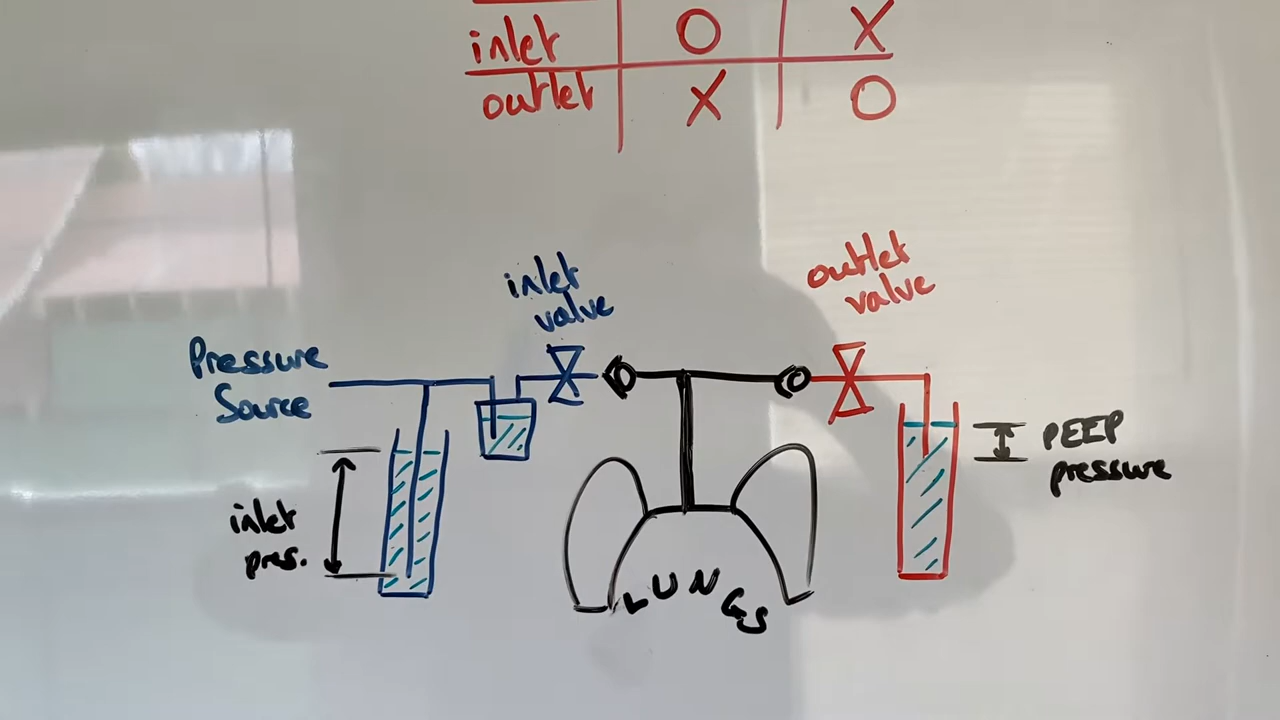 inlet O X
outlet X O
inlet
valve
outlet
valve
Pressure
Source
PEEP
pressure
inlet
pres.
LUNGS